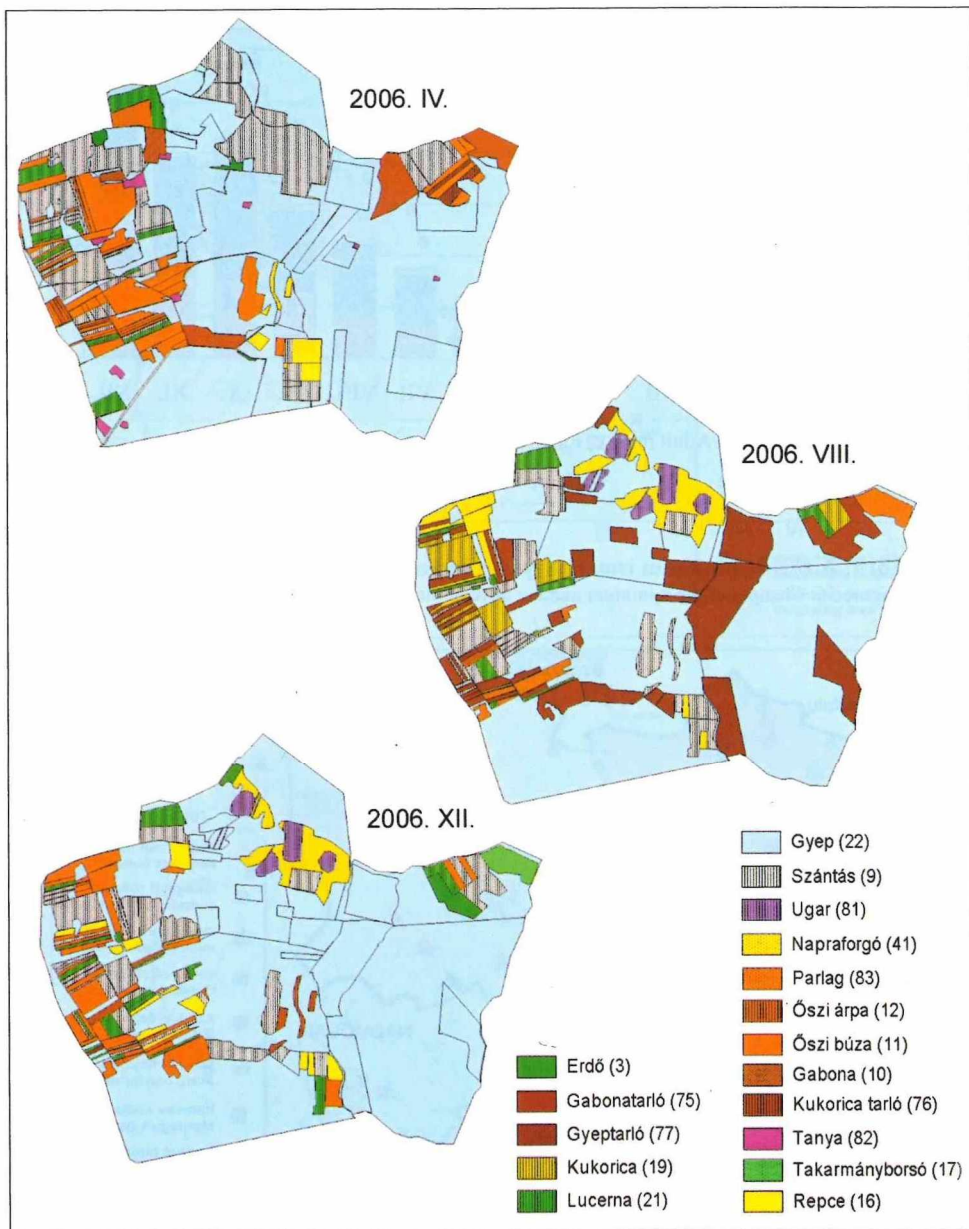 2006. IV.
2006. VIII.
2006. XII.
Erdő (3)
Gabonatarló (75)
Gyeptarló (77)
Kukorica (19)
Lucerna (21)
Gyep (22)
Szántás (9)
Ugar (81)
Napraforgó (41)
Parlag (83)
Őszi árpa (12)
Őszi búza (11)
Gabona (10)
Kukorica tarló (76)
Tanya (82)
Takarmányborsó (17)
Repce (16)